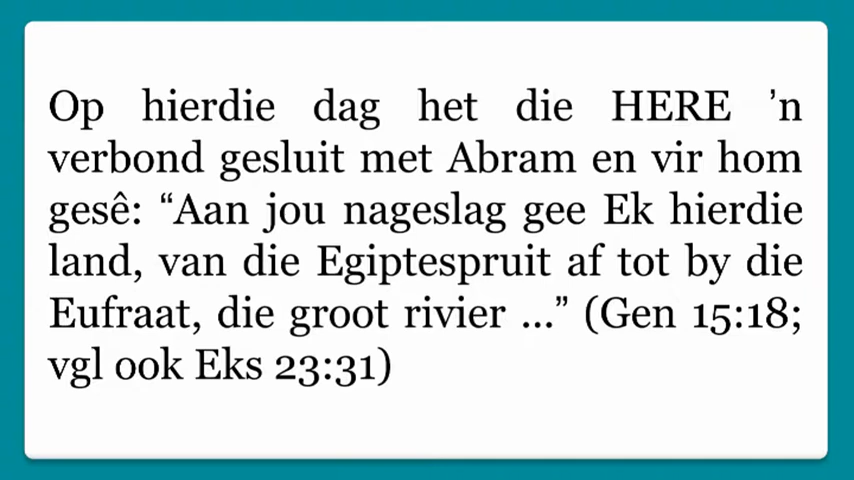 Op hierdie dag het die HERE ’n
verbond gesluit met Abram en vir hom
gesê: “Aan jou nageslag gee Ek hierdie
land, van die Egiptespruit af tot by die
Eufraat, die groot rivier ...” (Gen 15:18;
vgl ook Eks 23:31)